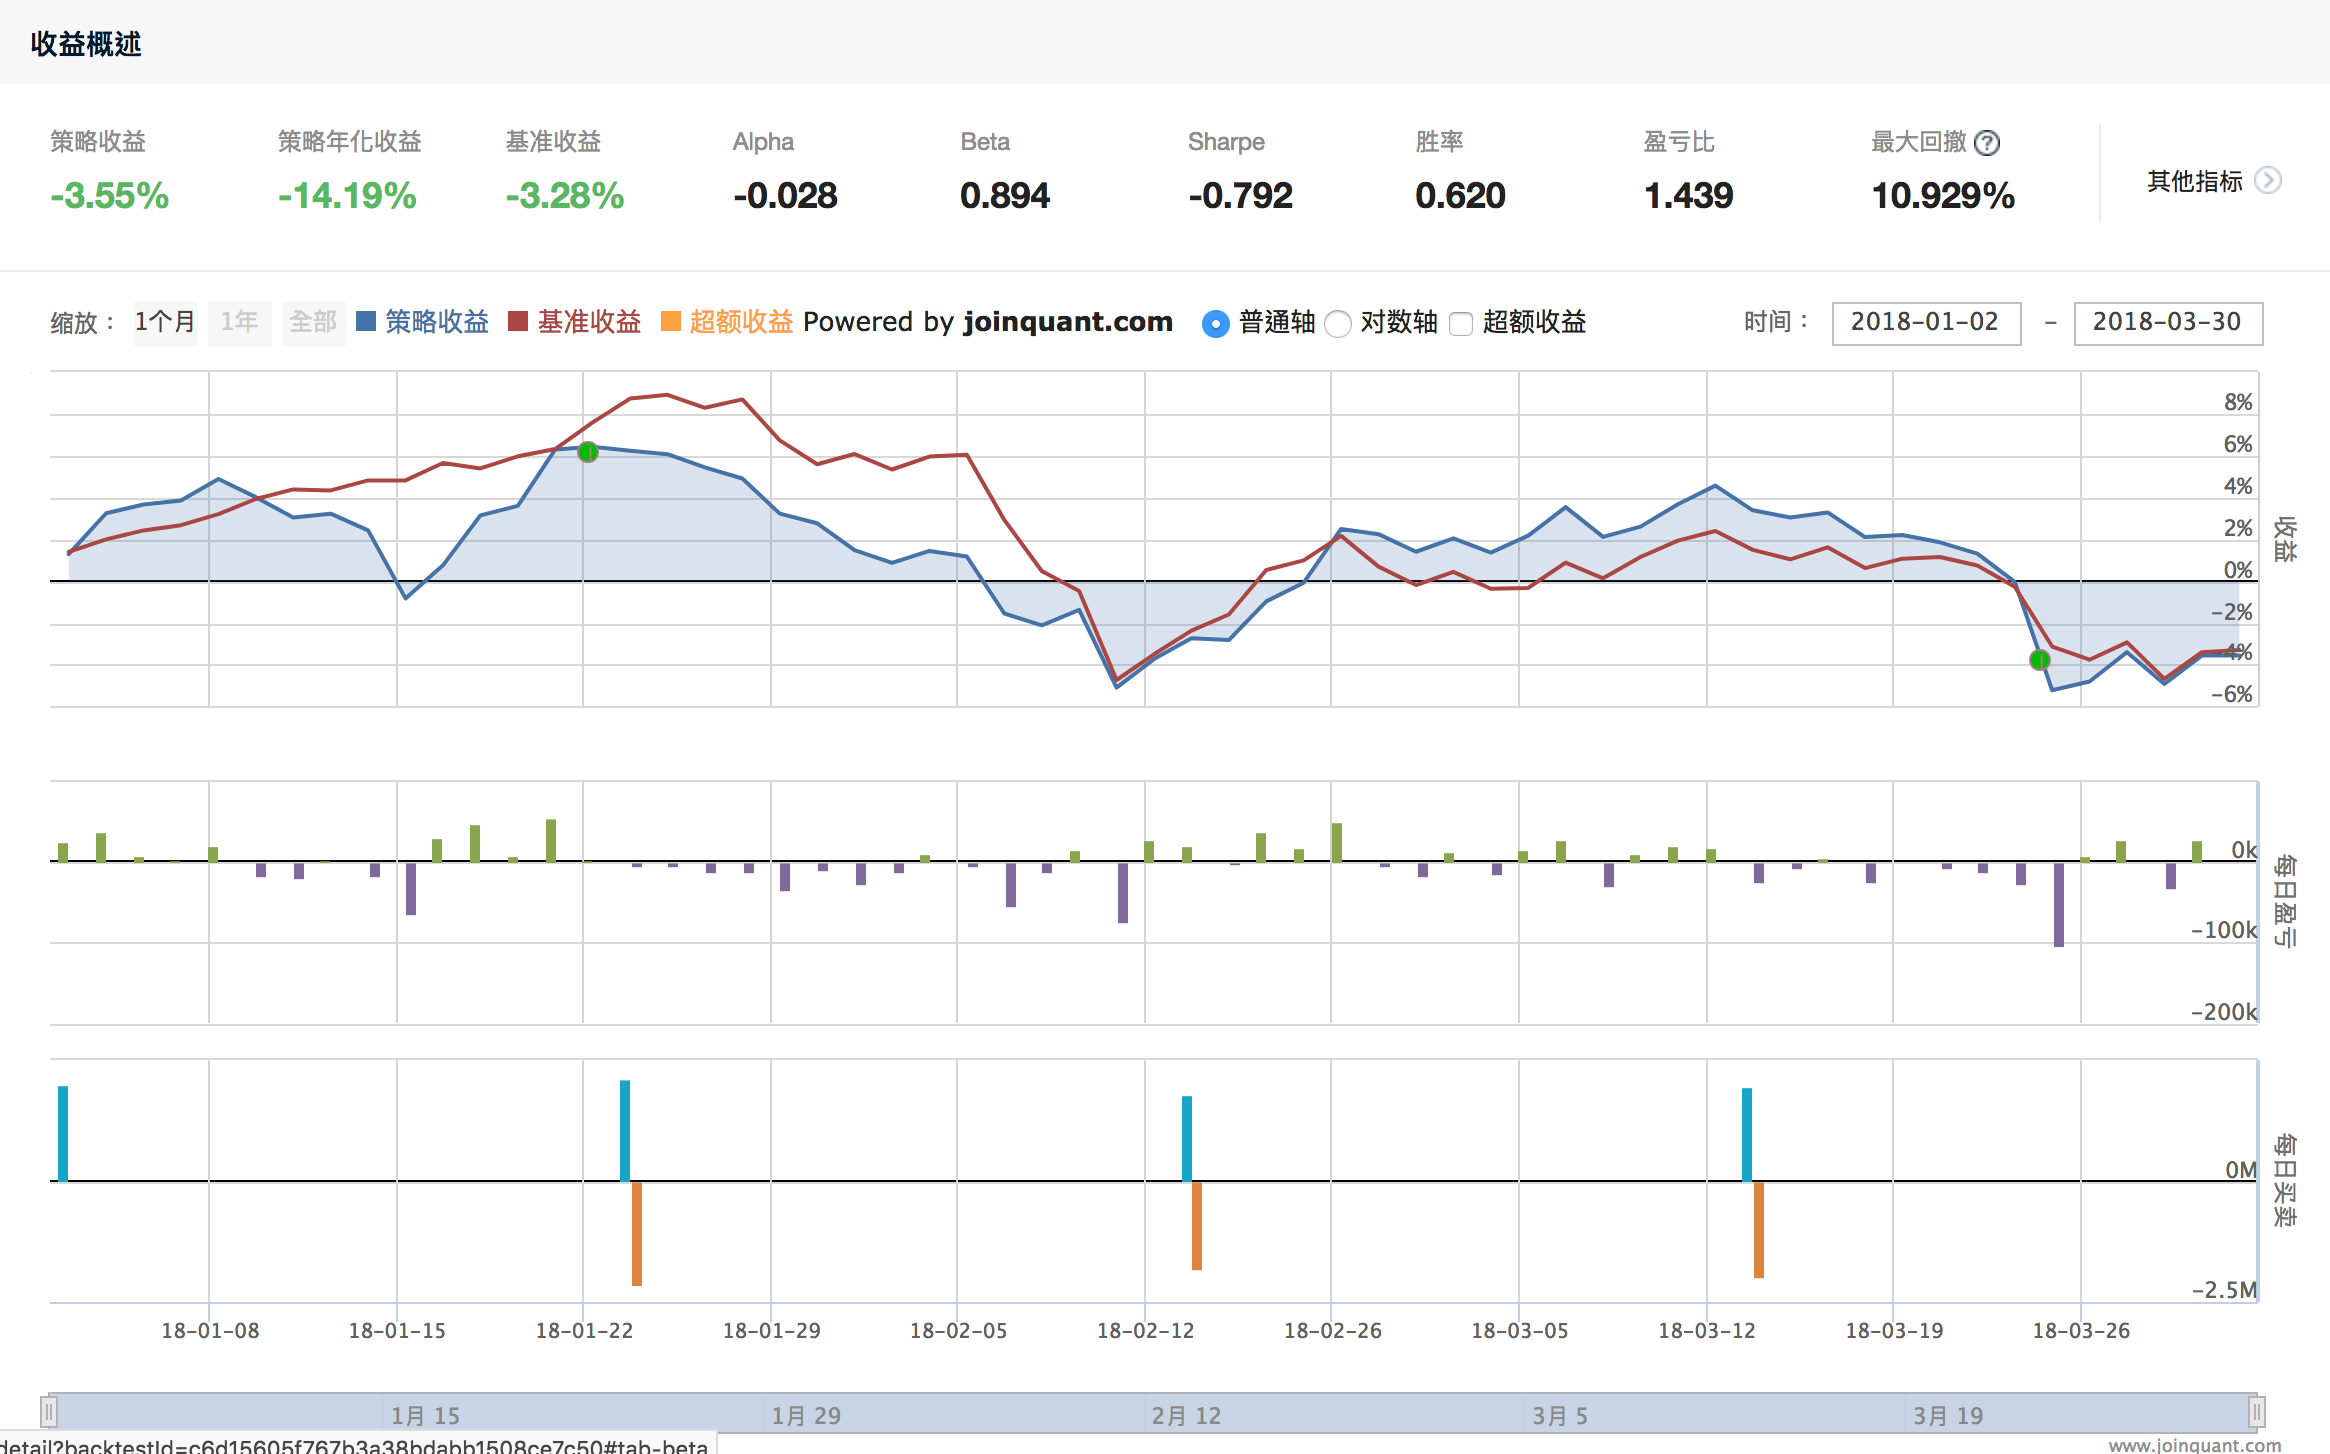 收益概述
策略收益 策略年化收益 基准收益 Alpha Beta Sharpe 胜率 盈亏比 最大回撤 ?
-3.55% -14.19% -3.28% -0.028 0.894 -0.792 0.620 1.439 10.929%
其他指标
缩放： 1个月 1年 全部 策略收益 基准收益 超额收益 Powered by joinquant.com 普通轴 对数轴 超额收益 时间： 2018-01-02 - 2018-03-30
8%
6%
4%
2%
0%
-2%
-4%
-6%
收益
0k
-100k
-200k
每日盈亏
0M
-2.5M
每日买卖
18-01-08 18-01-15 18-01-22 18-01-29 18-02-05 18-02-12 18-02-26 18-03-05 18-03-12 18-03-19 18-03-26
1月 15 1月 29 2月 12 3月 5 3月 19
detail?backtestId=c6d15605f767b3a38bdabb1508ce7c50#tab-beta
www.joinquant.com